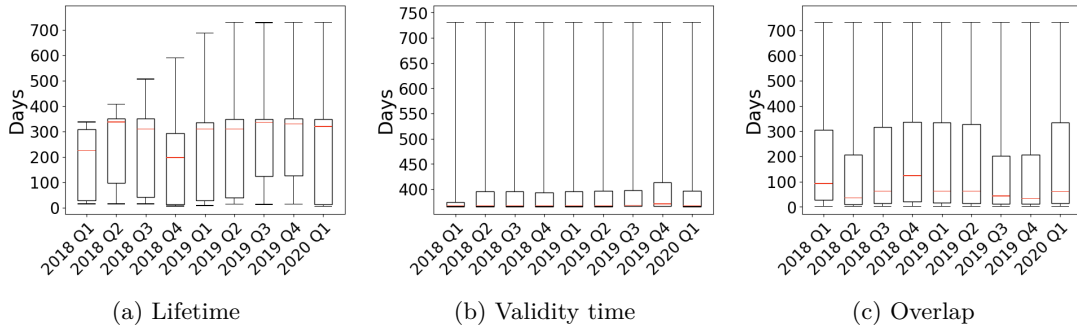 700
600
500
400
300
200
100
0
Days
2018 Q1
2018 Q2
2018 Q3
2018 Q4
2019 Q1
2019 Q2
2019 Q3
2019 Q4
2020 Q1
(a) Lifetime
750
700
650
600
550
500
450
400
Days
2018 Q1
2018 Q2
2018 Q3
2018 Q4
2019 Q1
2019 Q2
2019 Q3
2019 Q4
2020 Q1
(b) Validity time
700
600
500
400
300
200
100
0
Days
2018 Q1
2018 Q2
2018 Q3
2018 Q4
2019 Q1
2019 Q2
2019 Q3
2019 Q4
2020 Q1
(c) Overlap